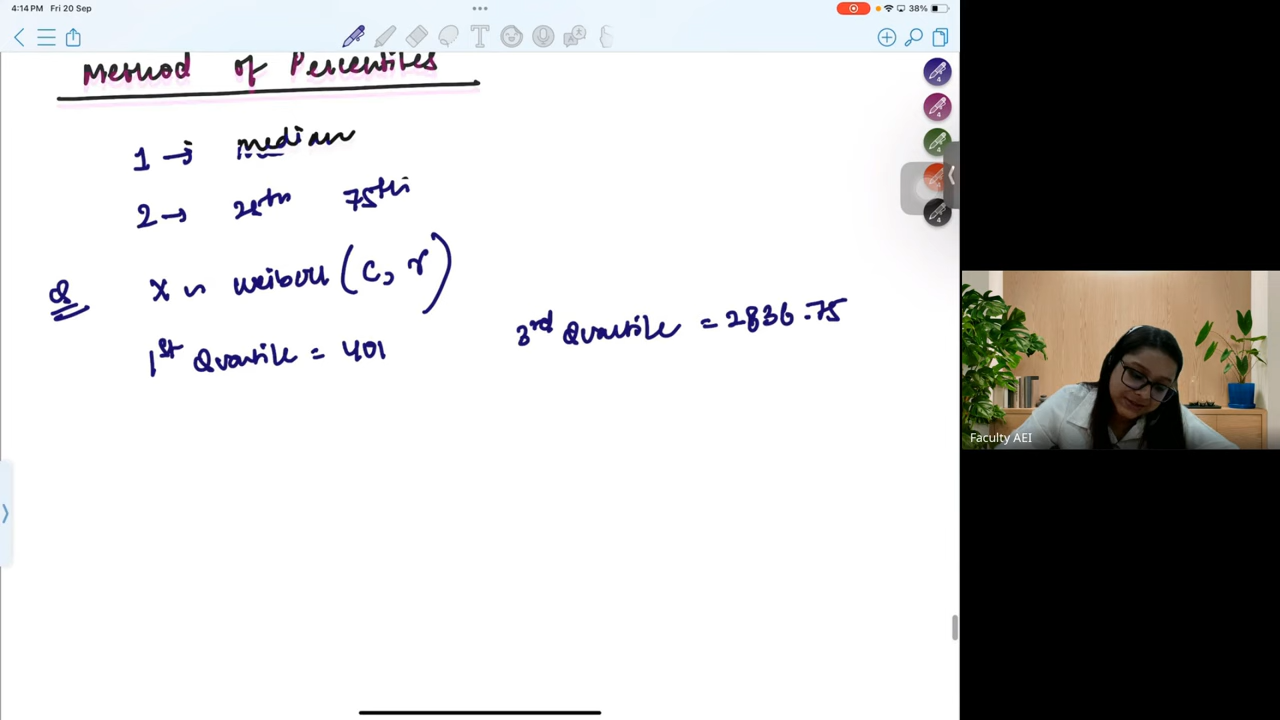 4:14 PM Fri 20 Sep
38%
Method of Percentiles
1 → median
2 → 25th 75th
Q X ~ Weibull (C, γ)
1st Quartile = 401
3rd Quartile = 2836.75
Faculty AEI